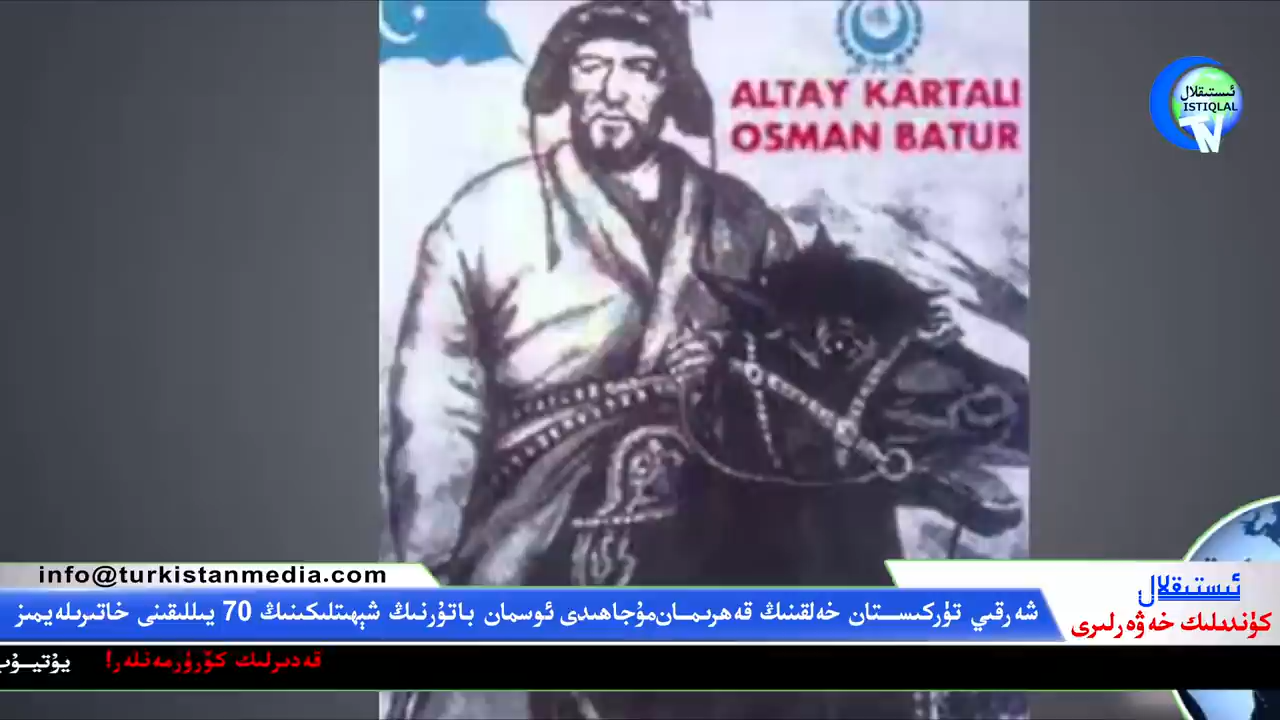 ALTAY KARTALI
OSMAN BATUR
ئىستىقلال
ISTIQLAL
TV
info@turkistanmedia.com
ئىستىقلال
كۈندىلىك خەۋەرلىرى
شەرقىي تۈركىستان خەلقىنىڭ قەھرىمان مۇجاھىدى ئوسمان باتۇرنىڭ شېھىتلىكىنىڭ 70 يىللىقىنى خاتىرىلەيمىز
قەدىرلىك كۆرۈرمەنلەر!